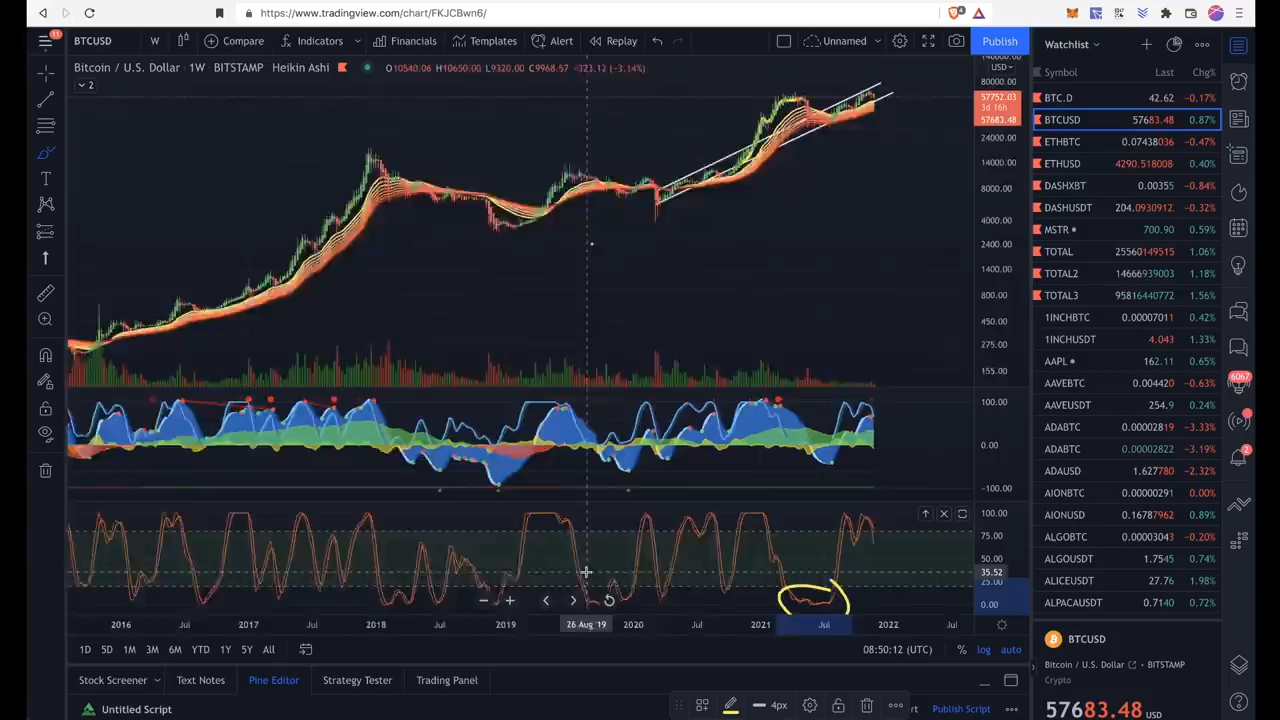 https://www.tradingview.com/chart/FKJCBwn6/
4
11
BTCUSD W Compare Indicators Financials Templates Alert Replay Unnamed Publish
Bitcoin / U.S. Dollar · 1W · BITSTAMP Heikin Ashi O10540.06 H10650.00 L9320.00 C9968.57 −323.12 (−3.14%)
2
USD
140000.00
80000.00
57752.03
3d 16h
57683.48
24000.00
14000.00
8000.00
4000.00
2400.00
1400.00
800.00
450.00
275.00
155.00
100.00
0.00
−100.00
100.00
75.00
50.00
35.52
25.00
0.00
2016 Jul 2017 Jul 2018 Jul 2019 26 Aug '19 2020 Jul 2021 Jul 2022 Jul
1D 5D 1M 3M 6M YTD 1Y 5Y All 08:50:12 (UTC) % log auto
Stock Screener Text Notes Pine Editor Strategy Tester Trading Panel
Untitled Script 4px Publish Script
Watchlist
Symbol Last Chg%
BTC.D 42.62 −0.17%
BTCUSD 57683.48 0.87%
ETHBTC 0.07438036 −0.47%
ETHUSD 4290.518008 0.40%
DASHXBT 0.00355 −0.84%
DASHUSDT 204.0930912 −0.32%
MSTR 700.90 0.59%
TOTAL 25560149515 1.06%
TOTAL2 14666939003 1.18%
TOTAL3 95816440772 1.56%
1INCHBTC 0.00007011 0.42%
1INCHUSDT 4.043 1.33%
AAPL 162.11 0.65%
AAVEBTC 0.004420 −0.63%
AAVEUSDT 254.9 0.24%
ADABTC 0.00002819 −3.33%
ADABTC 0.00002822 −3.19%
ADAUSD 1.627780 −2.32%
AIONBTC 0.00000291 0.00%
AIONUSD 0.16787962 0.89%
ALGOBTC 0.00003043 −0.20%
ALGOUSDT 1.7545 0.74%
ALICEUSDT 27.76 1.98%
ALPACAUSDT 0.7140 0.72%
6067
2
BTCUSD
Bitcoin / U.S. Dollar • BITSTAMP
Crypto
57683.48 USD